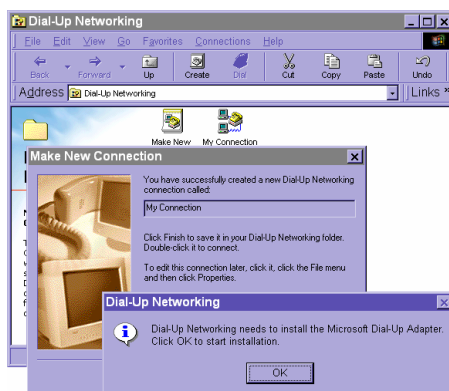 Dial-Up Networking
File Edit View Go Favorites Connections Help
Back Forward Up Create Dial Cut Copy Paste Undo
Address Dial-Up Networking Links »
Make New My Connection
Make New Connection
You have successfully created a new Dial-Up Networking
connection called:
My Connection
Click Finish to save it in your Dial-Up Networking folder.
Double-click it to connect.
To edit this connection later, click it, click the File menu
and then click Properties.
Dial-Up Networking
Dial-Up Networking needs to install the Microsoft Dial-Up Adapter.
Click OK to start installation.
OK